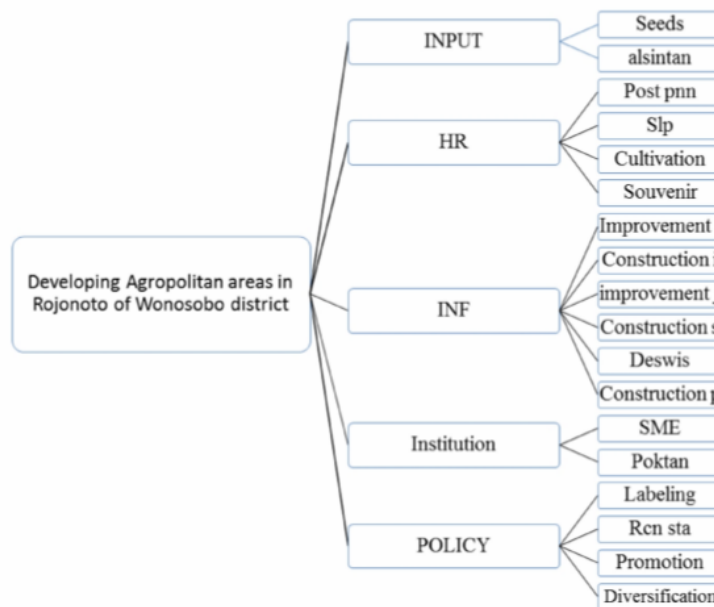 Developing Agropolitan areas in
Rojonoto of Wonosobo district
INPUT
Seeds
alsintan
HR
Post pnn
Slp
Cultivation
Souvenir
INF
Improvement
Construction i
improvement
Construction s
Deswis
Construction p
Institution
SME
Poktan
POLICY
Labeling
Rcn sta
Promotion
Diversification